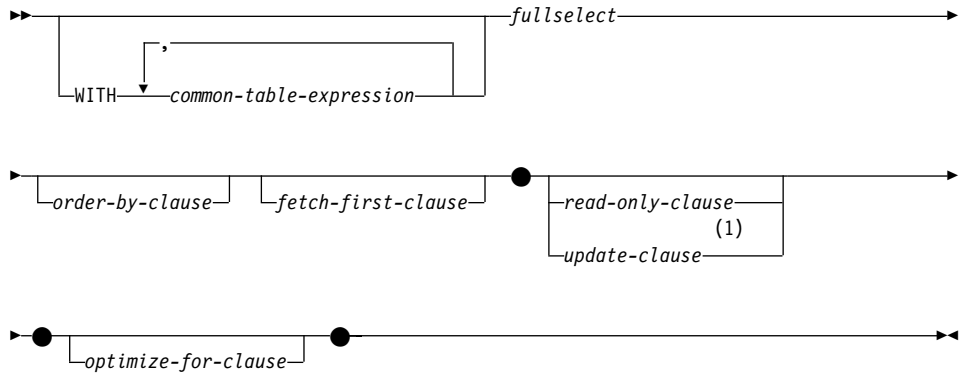 fullselect
,
WITH common-table-expression
order-by-clause fetch-first-clause read-only-clause
(1)
update-clause
optimize-for-clause